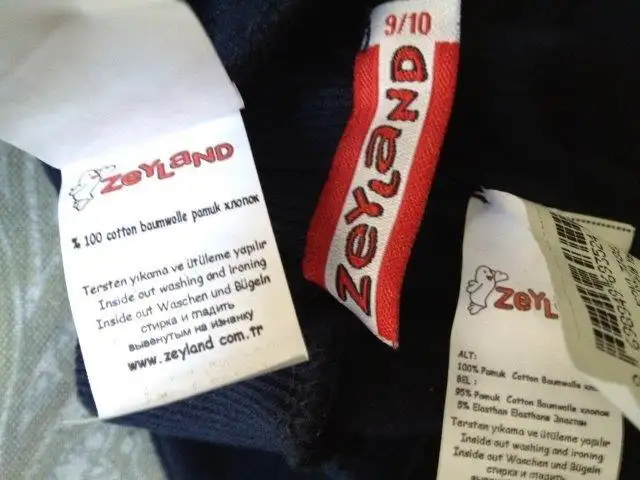 ZEYLAND
% 100 cotton baumwolle pamuk хлопок
Tersten yıkama ve ütüleme yapılır
Inside out washing and ironing
Inside out Waschen und Bügeln
стирка и гладить
вывенутым на изнанку
www.zeyland.com.tr
9/10
ZEYLAND
ZEYL
ALT:
100% Pamuk Cotton Baumwolle
BEL :
95% Pamuk Cotton Baumwolle хлопок
5% Elasthan Elasthane Эластан
Tersten yıkama ve ütüleme yapılır
Inside out washing and ironing
Inside out Waschen und Bügeln
стирка и гладить